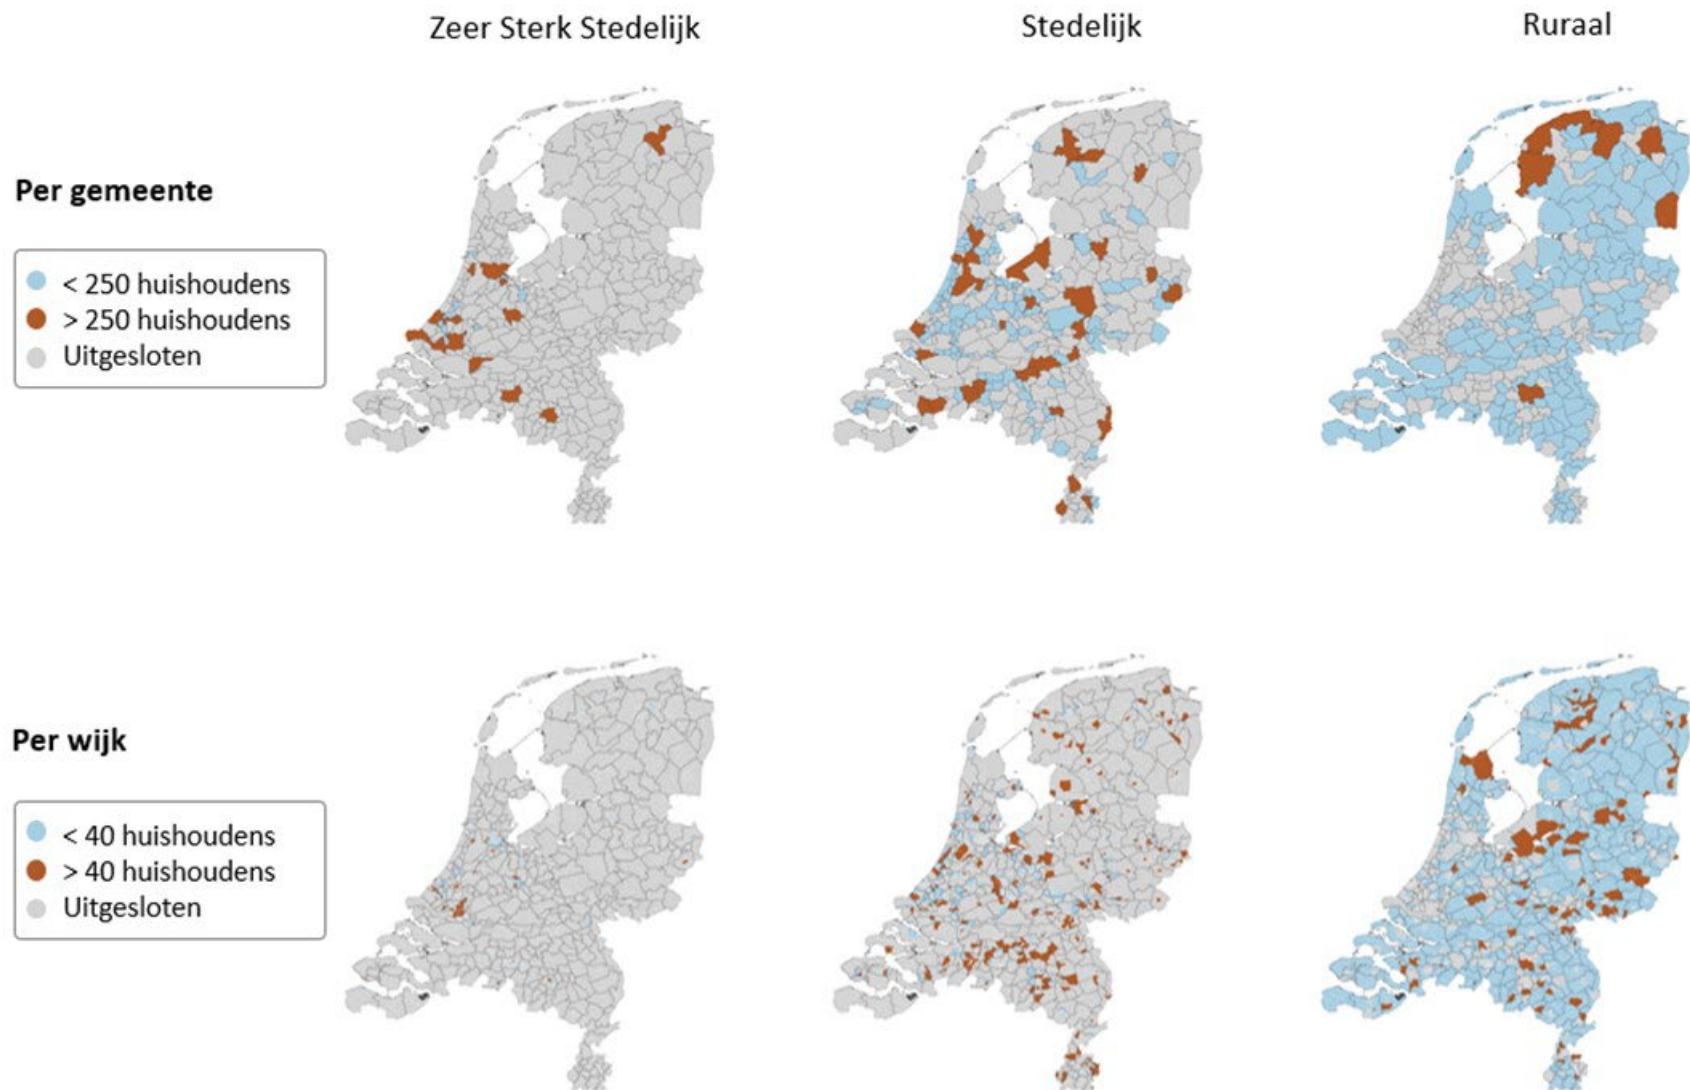 Zeer Sterk Stedelijk
Stedelijk
Ruraal
Per gemeente
< 250 huishoudens
> 250 huishoudens
Uitgesloten
Per wijk
< 40 huishoudens
> 40 huishoudens
Uitgesloten